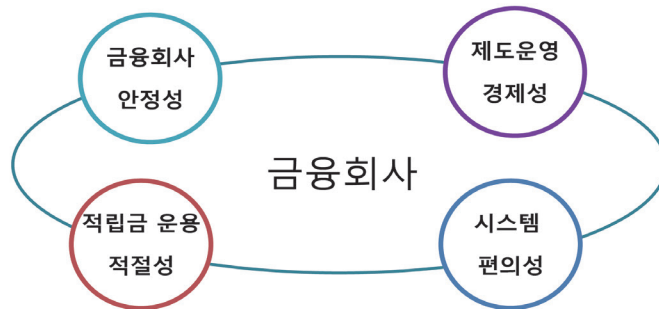 금융회사
안정성
제도운영
경제성
금융회사
적립금 운용
적절성
시스템
편의성